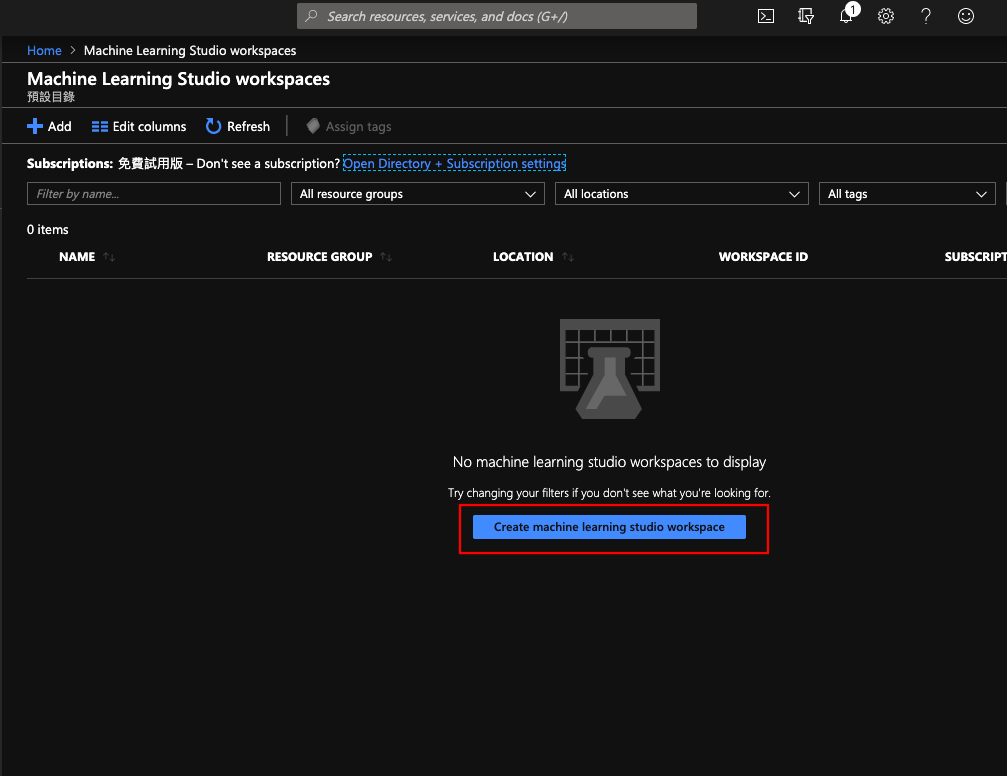 Search resources, services, and docs (G+/)
1
Home > Machine Learning Studio workspaces
Machine Learning Studio workspaces
預設目錄
Add Edit columns Refresh Assign tags
Subscriptions: 免費試用版 – Don't see a subscription? Open Directory + Subscription settings
Filter by name... All resource groups All locations All tags
0 items
NAME RESOURCE GROUP LOCATION WORKSPACE ID SUBSCRIPT
No machine learning studio workspaces to display
Try changing your filters if you don't see what you're looking for.
Create machine learning studio workspace